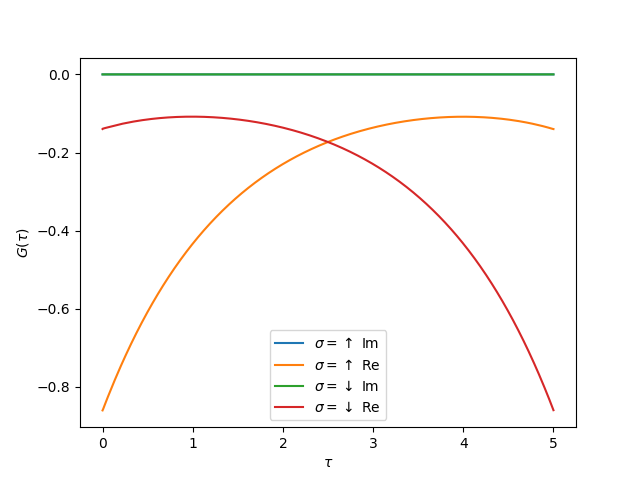 0.0
−0.2
−0.4
−0.6
−0.8
G(τ)
σ = ↑ Im
σ = ↑ Re
σ = ↓ Im
σ = ↓ Re
0 1 2 3 4 5
τ